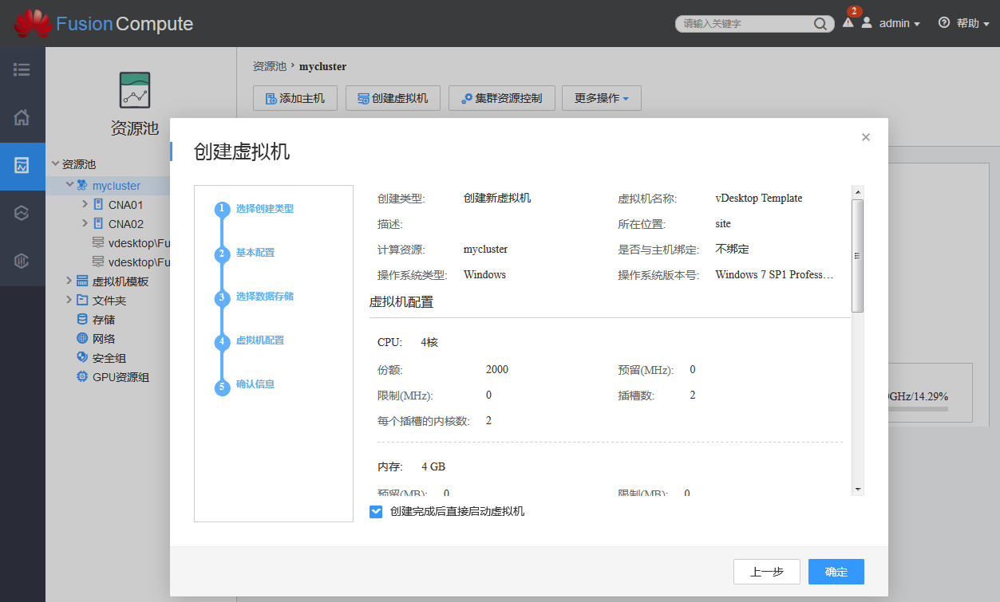 FusionCompute
请输入关键字
2
admin
帮助
资源池
资源池
mycluster
CNA01
CNA02
vdesktop\Fu
vdesktop\Fu
虚拟机模板
文件夹
存储
网络
安全组
GPU资源组
资源池 › mycluster
添加主机
创建虚拟机
集群资源控制
更多操作
创建虚拟机
×
1 选择创建类型
2 基本配置
3 选择数据存储
4 虚拟机配置
5 确认信息
创建类型: 创建新虚拟机 虚拟机名称: vDesktop Template
描述: 所在位置: site
计算资源: mycluster 是否与主机绑定: 不绑定
操作系统类型: Windows 操作系统版本号: Windows 7 SP1 Profess…
虚拟机配置
CPU: 4核
份额: 2000 预留(MHz): 0
限制(MHz): 0 插槽数: 2
每个插槽的内核数: 2
内存: 4 GB
预留(MB): 0 限制(MB): 0
创建完成后直接启动虚拟机
上一步
确定
GHz/14.29%